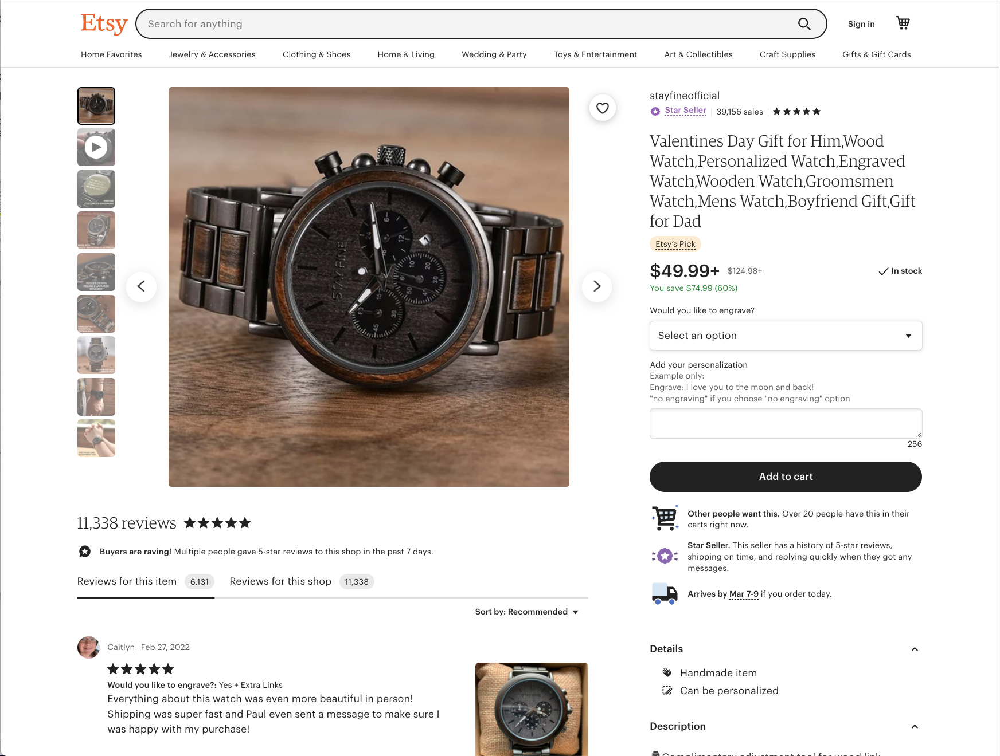 Etsy
Search for anything
Sign in
Home Favorites
Jewelry & Accessories
Clothing & Shoes
Home & Living
Wedding & Party
Toys & Entertainment
Art & Collectibles
Craft Supplies
Gifts & Gift Cards
STAY FINE
stayfineofficial
Star Seller
39,156 sales
Valentines Day Gift for Him,Wood
Watch,Personalized Watch,Engraved
Watch,Wooden Watch,Groomsmen
Watch,Mens Watch,Boyfriend Gift,Gift
for Dad
Etsy's Pick
$49.99+ $124.98+
In stock
You save $74.99 (60%)
Would you like to engrave?
Select an option
Add your personalization
Example only:
Engrave: I love you to the moon and back!
"no engraving" if you choose "no engraving" option
256
Add to cart
Other people want this. Over 20 people have this in their
carts right now.
Star Seller. This seller has a history of 5-star reviews,
shipping on time, and replying quickly when they got any
messages.
Arrives by Mar 7-9 if you order today.
Details
Handmade item
Can be personalized
Description
Complimentary adjustment tool for wood link
11,338 reviews
Buyers are raving! Multiple people gave 5-star reviews to this shop in the past 7 days.
Reviews for this item 6,131
Reviews for this shop 11,338
Sort by: Recommended
Caitlyn Feb 27, 2022
Would you like to engrave?: Yes + Extra Links
Everything about this watch was even more beautiful in person!
Shipping was super fast and Paul even sent a message to make sure I
was happy with my purchase!